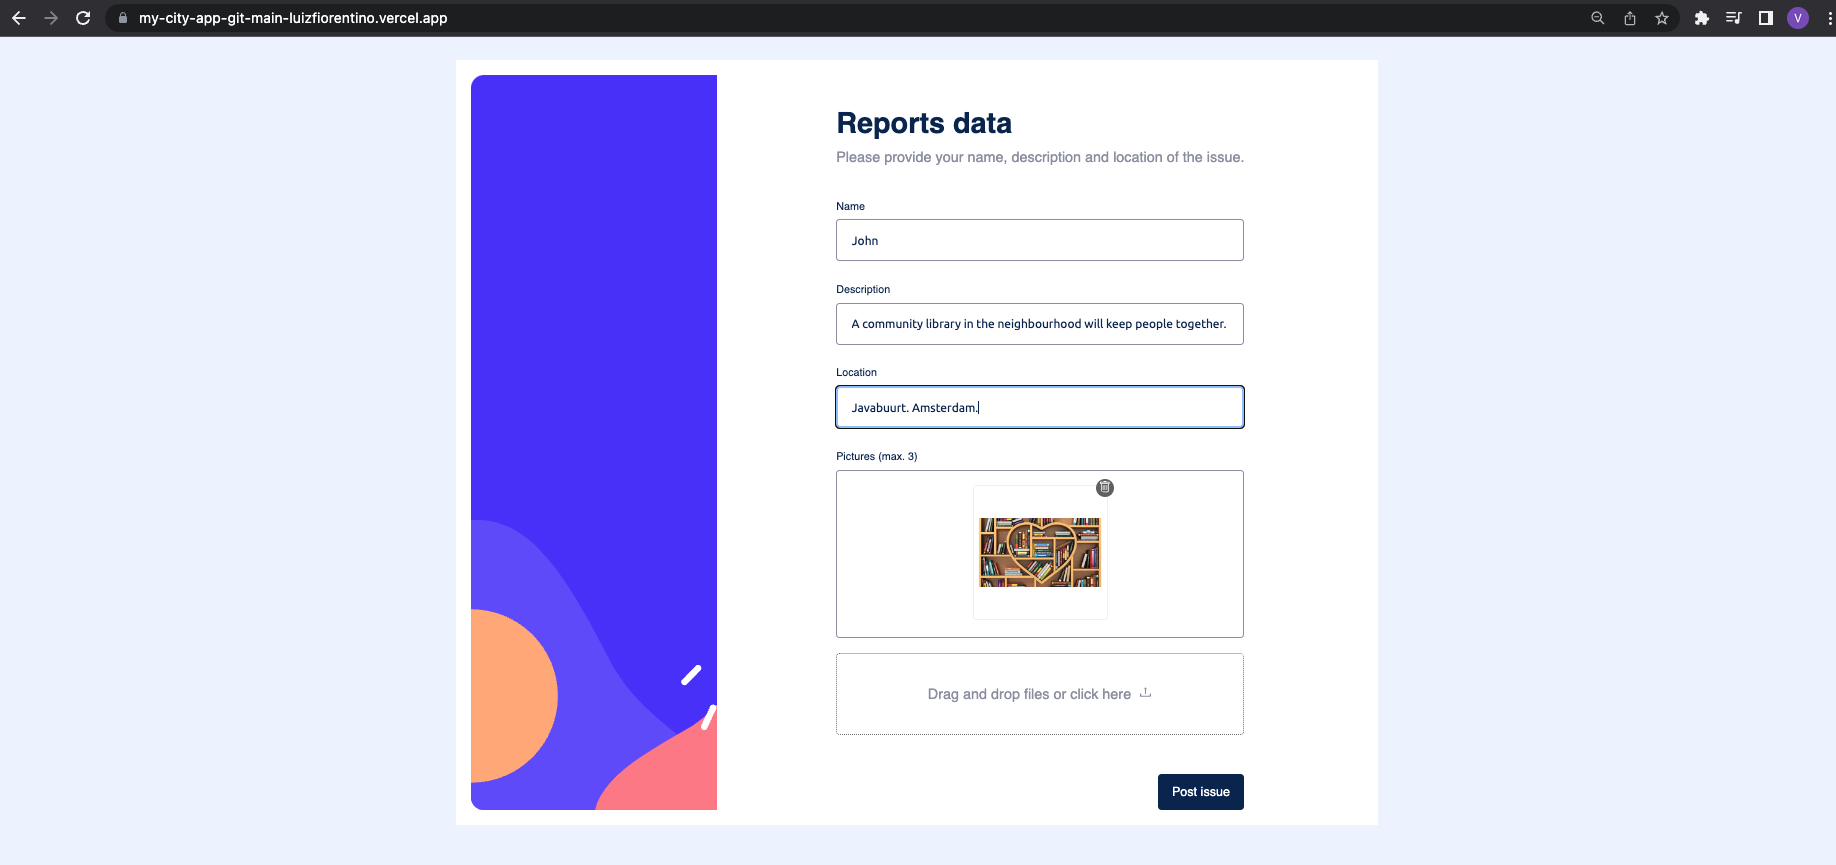 my-city-app-git-main-luizfiorentino.vercel.app
V
Reports data
Please provide your name, description and location of the issue.
Name
John
Description
A community library in the neighbourhood will keep people together.
Location
Javabuurt. Amsterdam.
Pictures (max. 3)
Drag and drop files or click here
Post issue